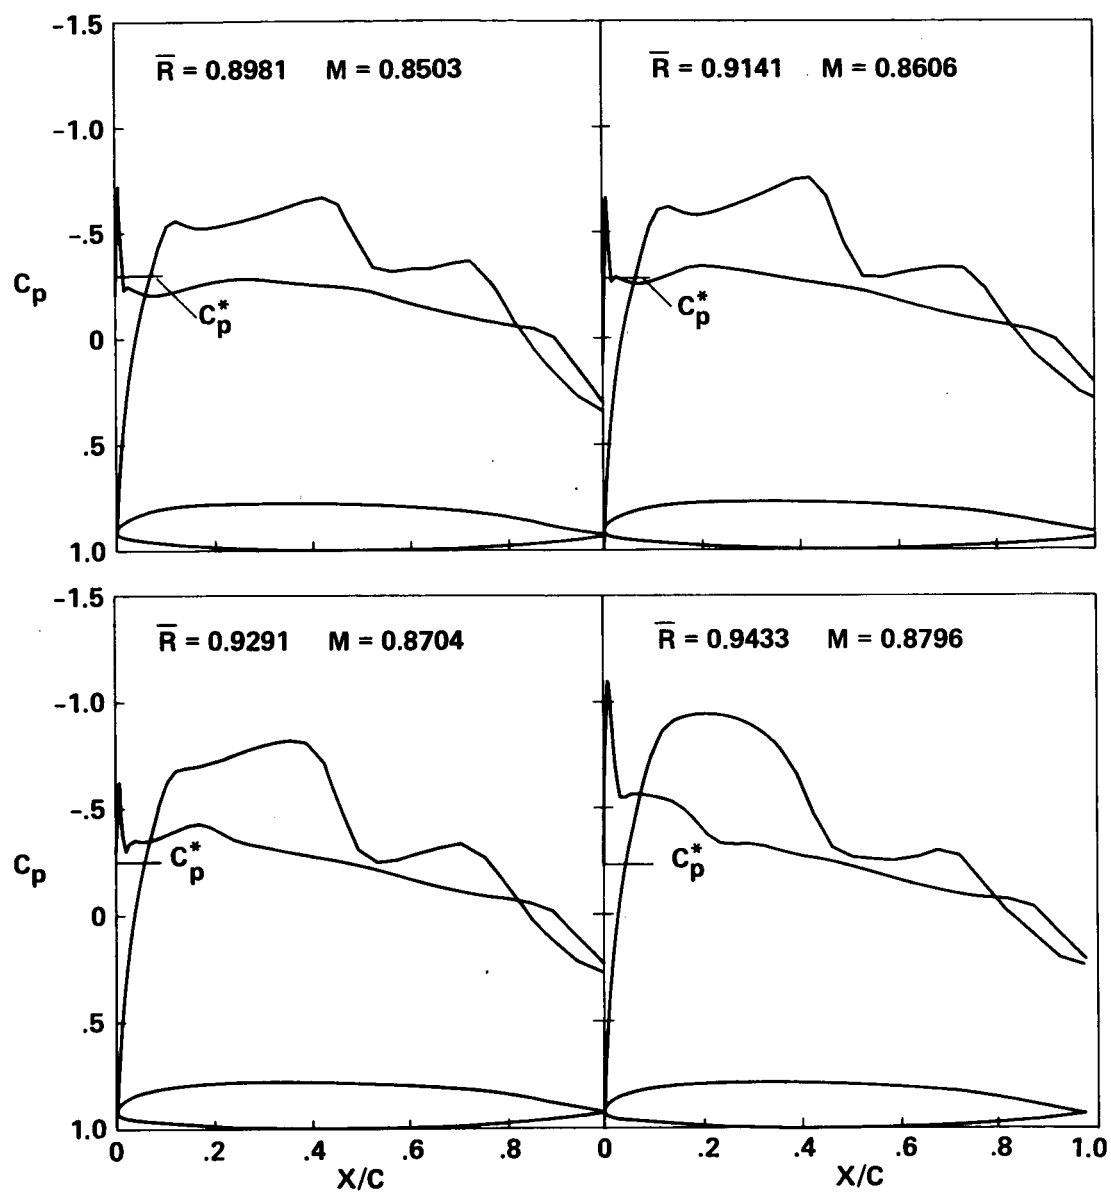 –1.5
R̅ = 0.8981 M = 0.8503
R̅ = 0.9141 M = 0.8606
–1.0
–.5
Cp
Cp*
Cp*
0
.5
1.0
–1.5
R̅ = 0.9291 M = 0.8704
R̅ = 0.9433 M = 0.8796
–1.0
–.5
Cp
Cp*
Cp*
0
.5
1.0
0 .2 .4 .6 .8 0 .2 .4 .6 .8 1.0
X/C X/C